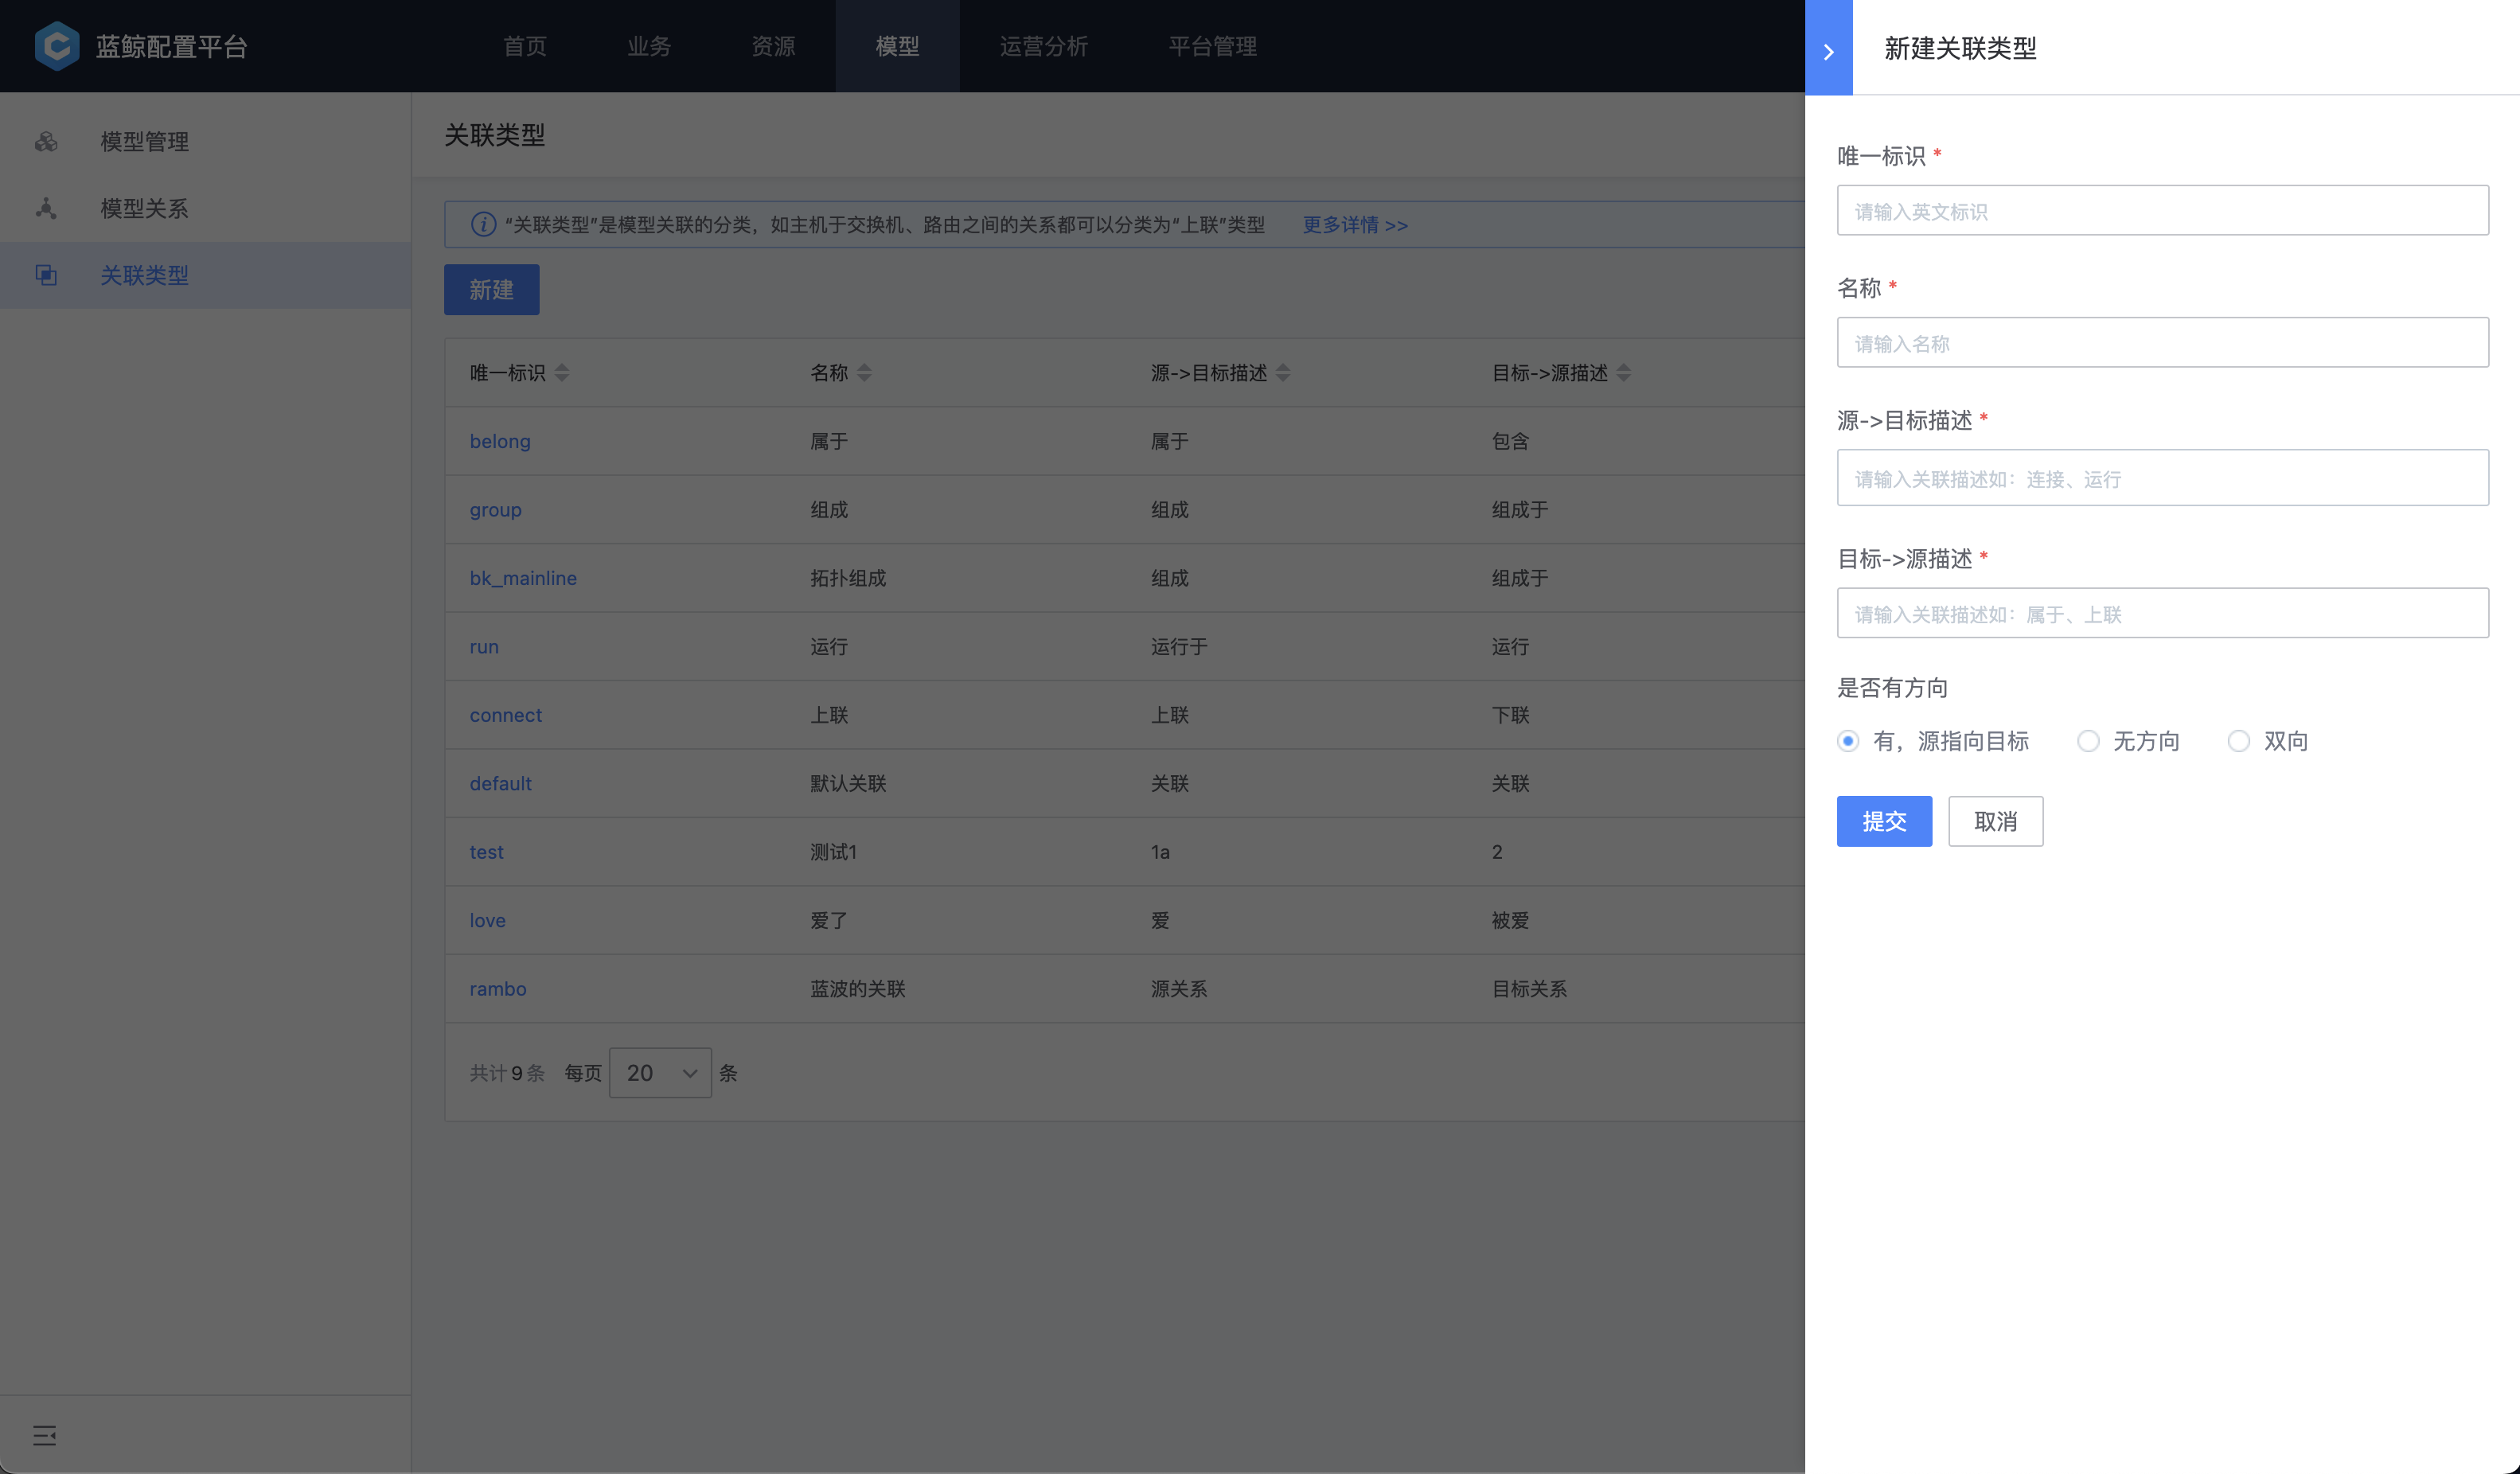 蓝鲸配置平台
首页 业务 资源 模型 运营分析 平台管理
模型管理
模型关系
关联类型
关联类型
“关联类型”是模型关联的分类，如主机于交换机、路由之间的关系都可以分类为“上联”类型 更多详情 >>
新建
唯一标识 名称 源->目标描述 目标->源描述
belong 属于 属于 包含
group 组成 组成 组成于
bk_mainline 拓扑组成 组成 组成于
run 运行 运行于 运行
connect 上联 上联 下联
default 默认关联 关联 关联
test 测试1 1a 2
love 爱了 爱 被爱
rambo 蓝波的关联 源关系 目标关系
共计 9 条 每页 20 条
新建关联类型
唯一标识 *
请输入英文标识
名称 *
请输入名称
源->目标描述 *
请输入关联描述如：连接、运行
目标->源描述 *
请输入关联描述如：属于、上联
是否有方向
有，源指向目标 无方向 双向
提交 取消